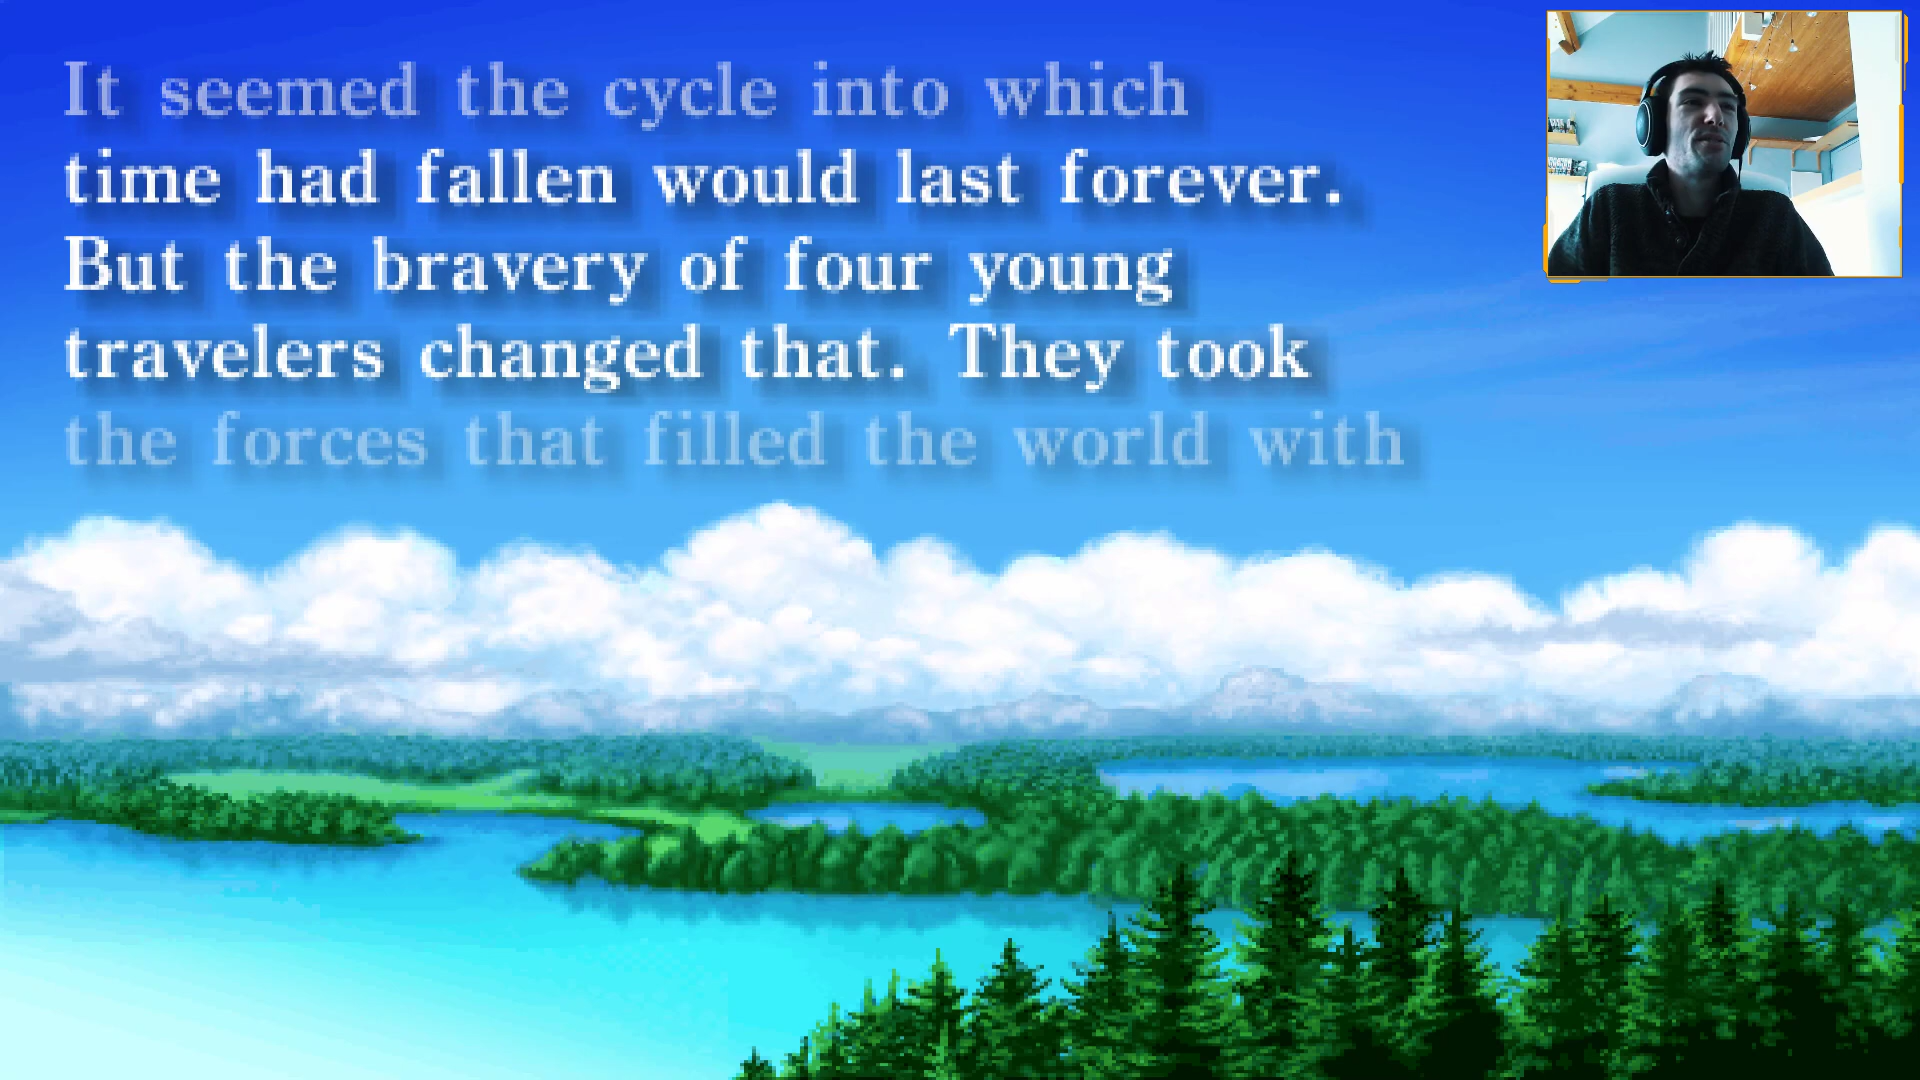 It seemed the cycle into which
time had fallen would last forever.
But the bravery of four young
travelers changed that. They took
the forces that filled the world with